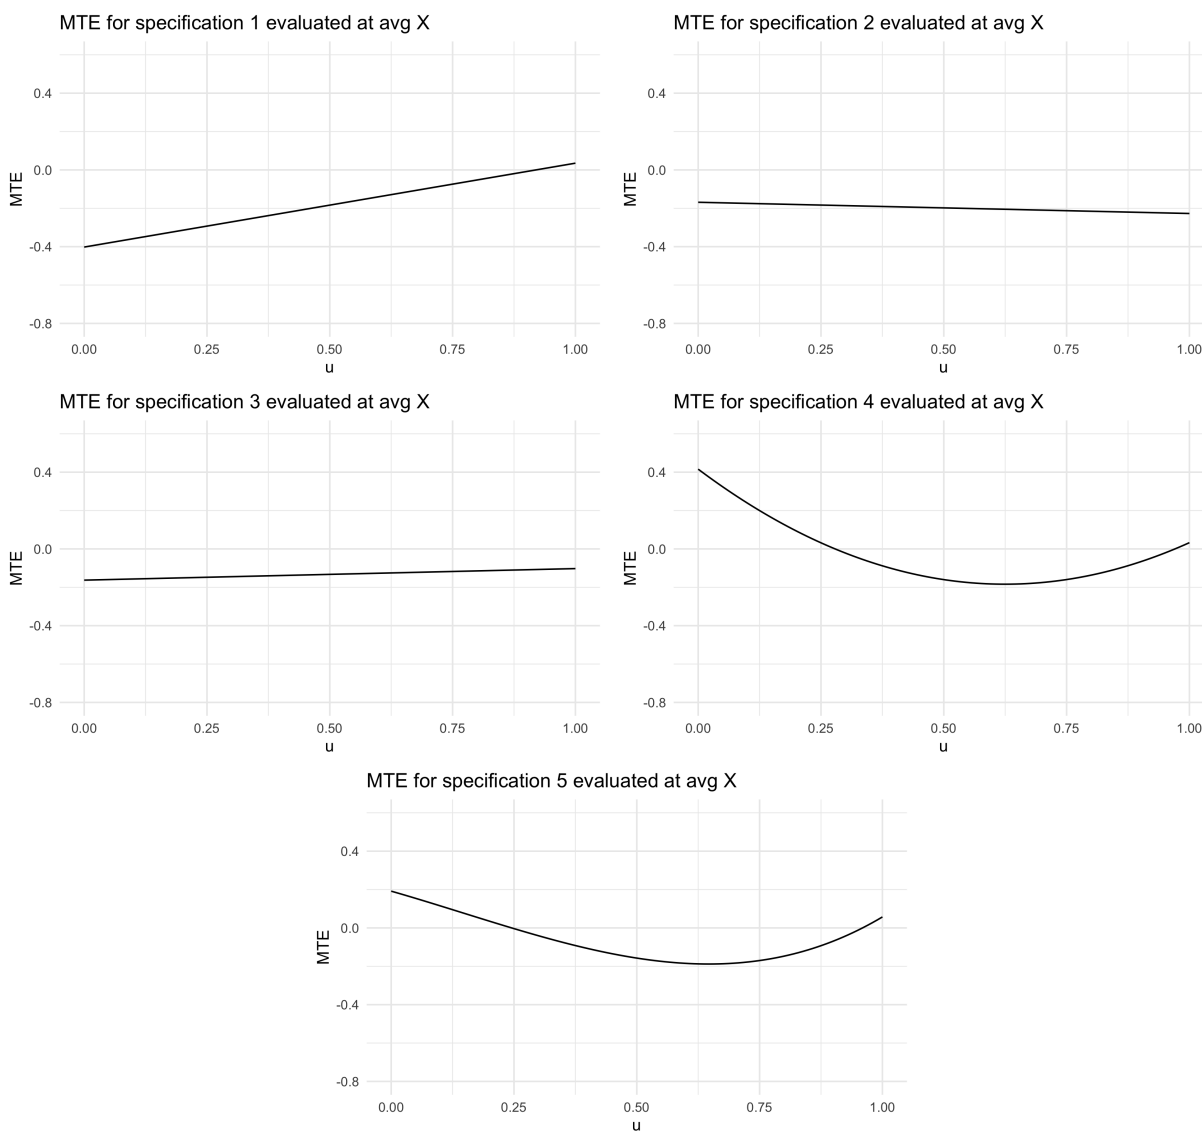 MTE for specification 1 evaluated at avg X
0.4
0.0
-0.4
-0.8
MTE
0.00 0.25 0.50 0.75 1.00
u
MTE for specification 2 evaluated at avg X
0.4
0.0
-0.4
-0.8
MTE
0.00 0.25 0.50 0.75 1.00
u
MTE for specification 3 evaluated at avg X
0.4
0.0
-0.4
-0.8
MTE
0.00 0.25 0.50 0.75 1.00
u
MTE for specification 4 evaluated at avg X
0.4
0.0
-0.4
-0.8
MTE
0.00 0.25 0.50 0.75 1.00
u
MTE for specification 5 evaluated at avg X
0.4
0.0
-0.4
-0.8
MTE
0.00 0.25 0.50 0.75 1.00
u